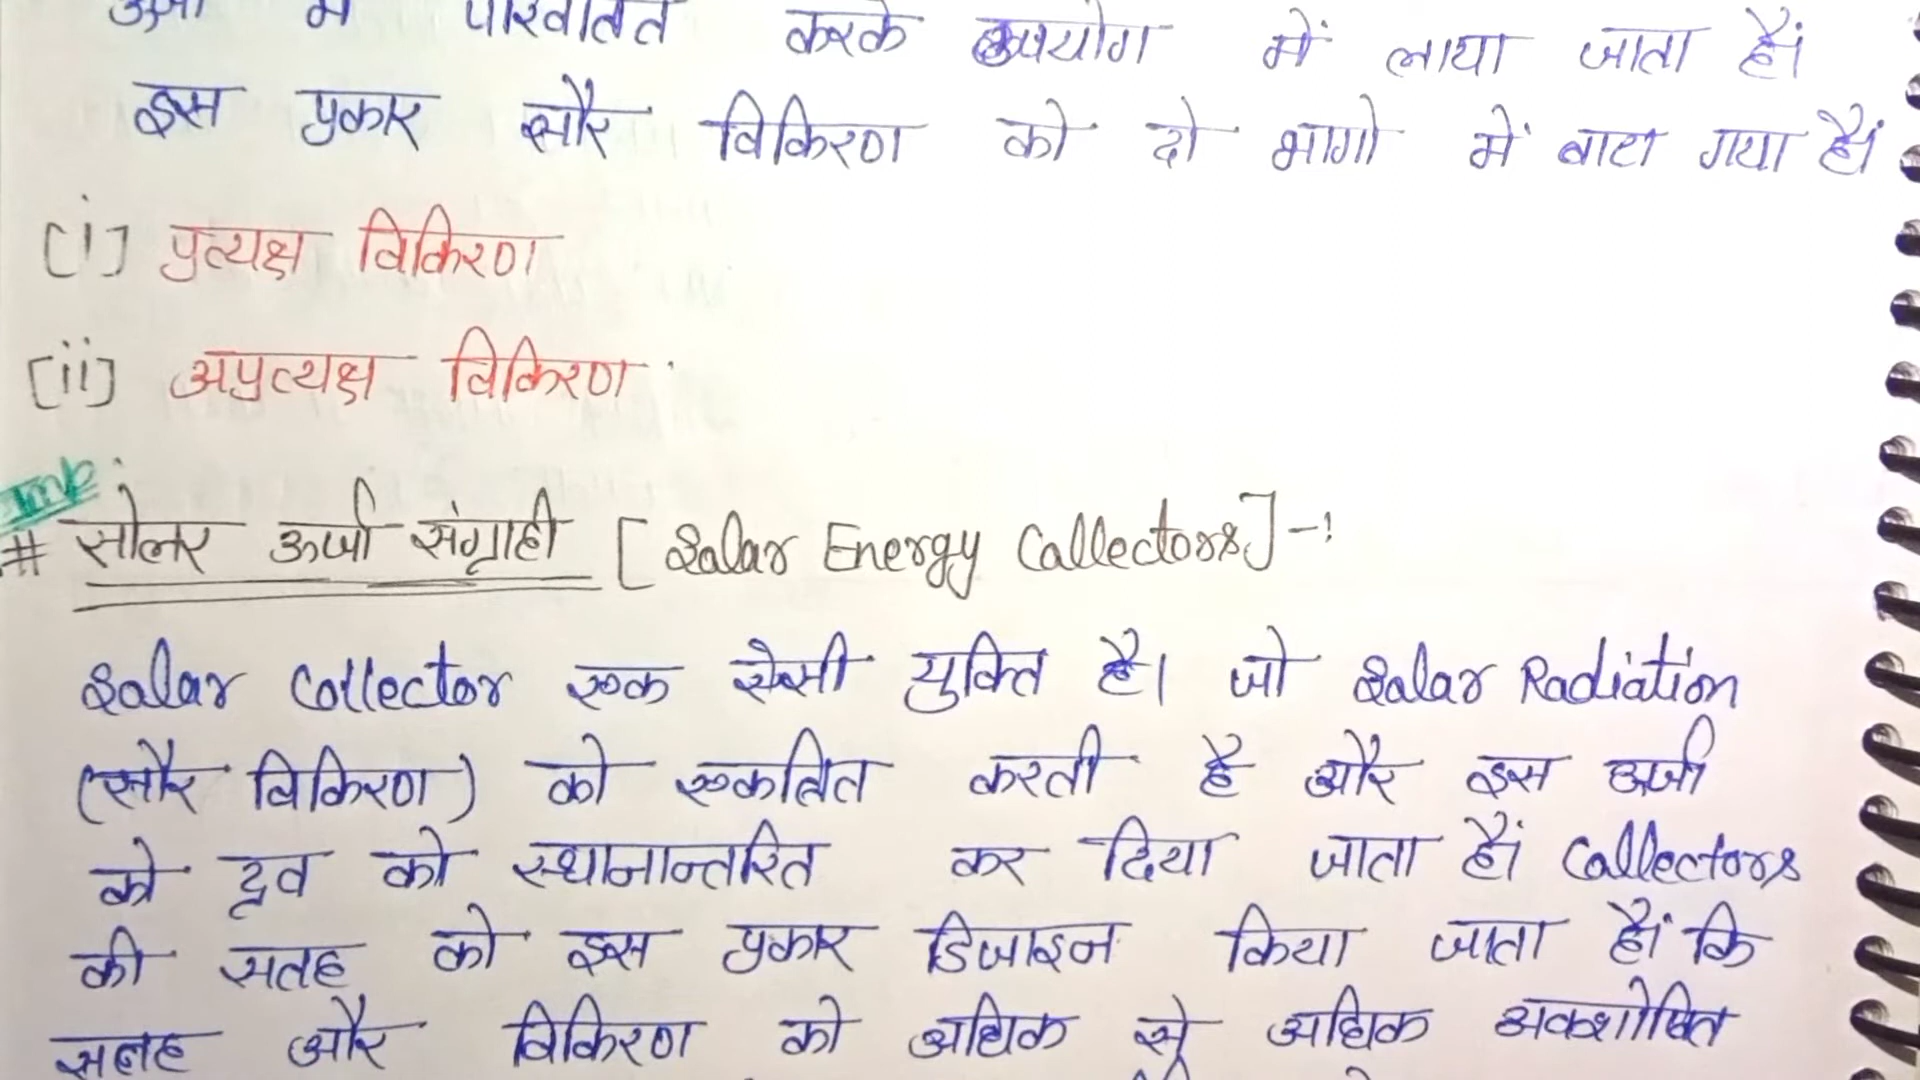 ऊर्जा में परिवर्तित करके उपयोग में लाया जाता है।
इस प्रकार सौर विकिरण को दो भागो में बाटा गया है।
[i] प्रत्यक्ष विकिरण
[ii] अप्रत्यक्ष विकिरण
Imp
# सोलर ऊर्जा संग्राही [Solar Energy Collectors] -:
Solar Collector एक ऐसी युक्ति है। जो Solar Radiation
(सौर विकिरण) को एकत्रित करती है और इस ऊर्जा
को द्रव को स्थानान्तरित कर दिया जाता है। Collectors
की सतह को इस प्रकार डिजाइन किया जाता है। कि
सतह और विकिरण को अधिक से अधिक अवशोषित